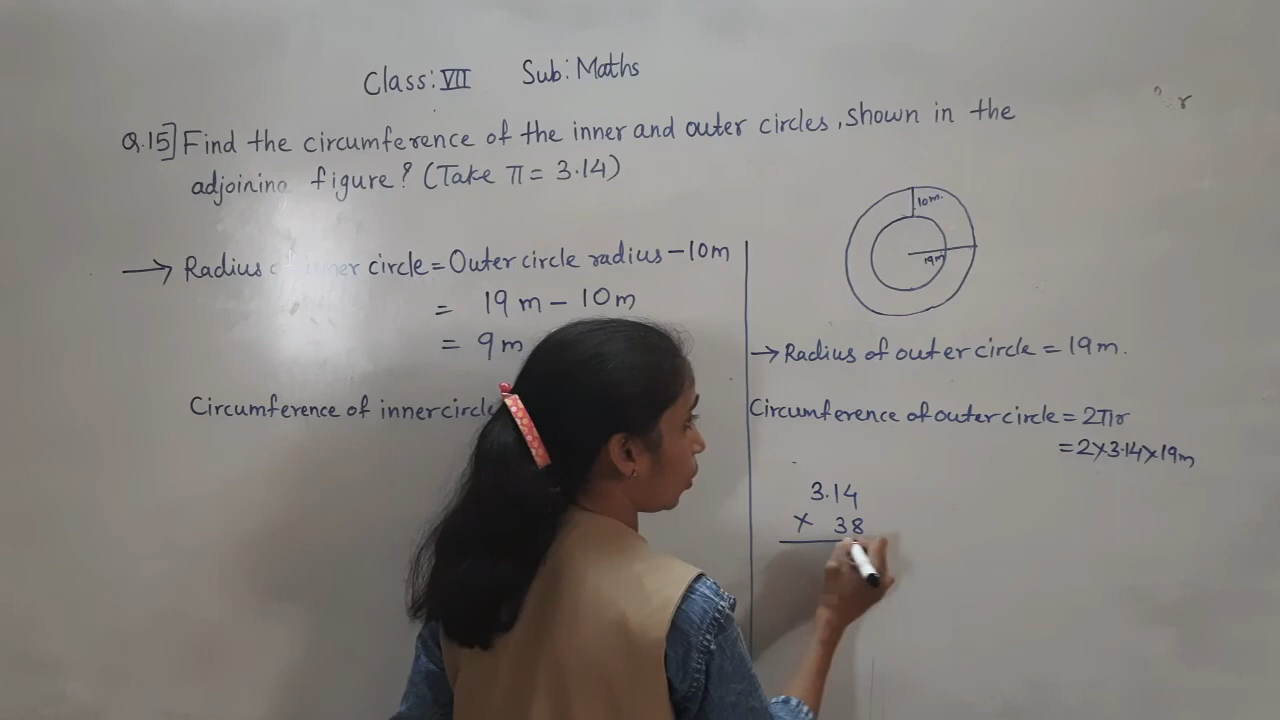 Class: VII Sub: Maths
Q.15] Find the circumference of the inner and outer circles, shown in the
adjoining figure? (Take π = 3.14)
→ Radius inner circle = Outer circle radius - 10m
= 19m - 10m
= 9m
Circumference of inner circle
10m.
19m
→ Radius of outer circle = 19m.
Circumference of outer circle = 2πr
= 2×3.14×19m
3.14
× 38